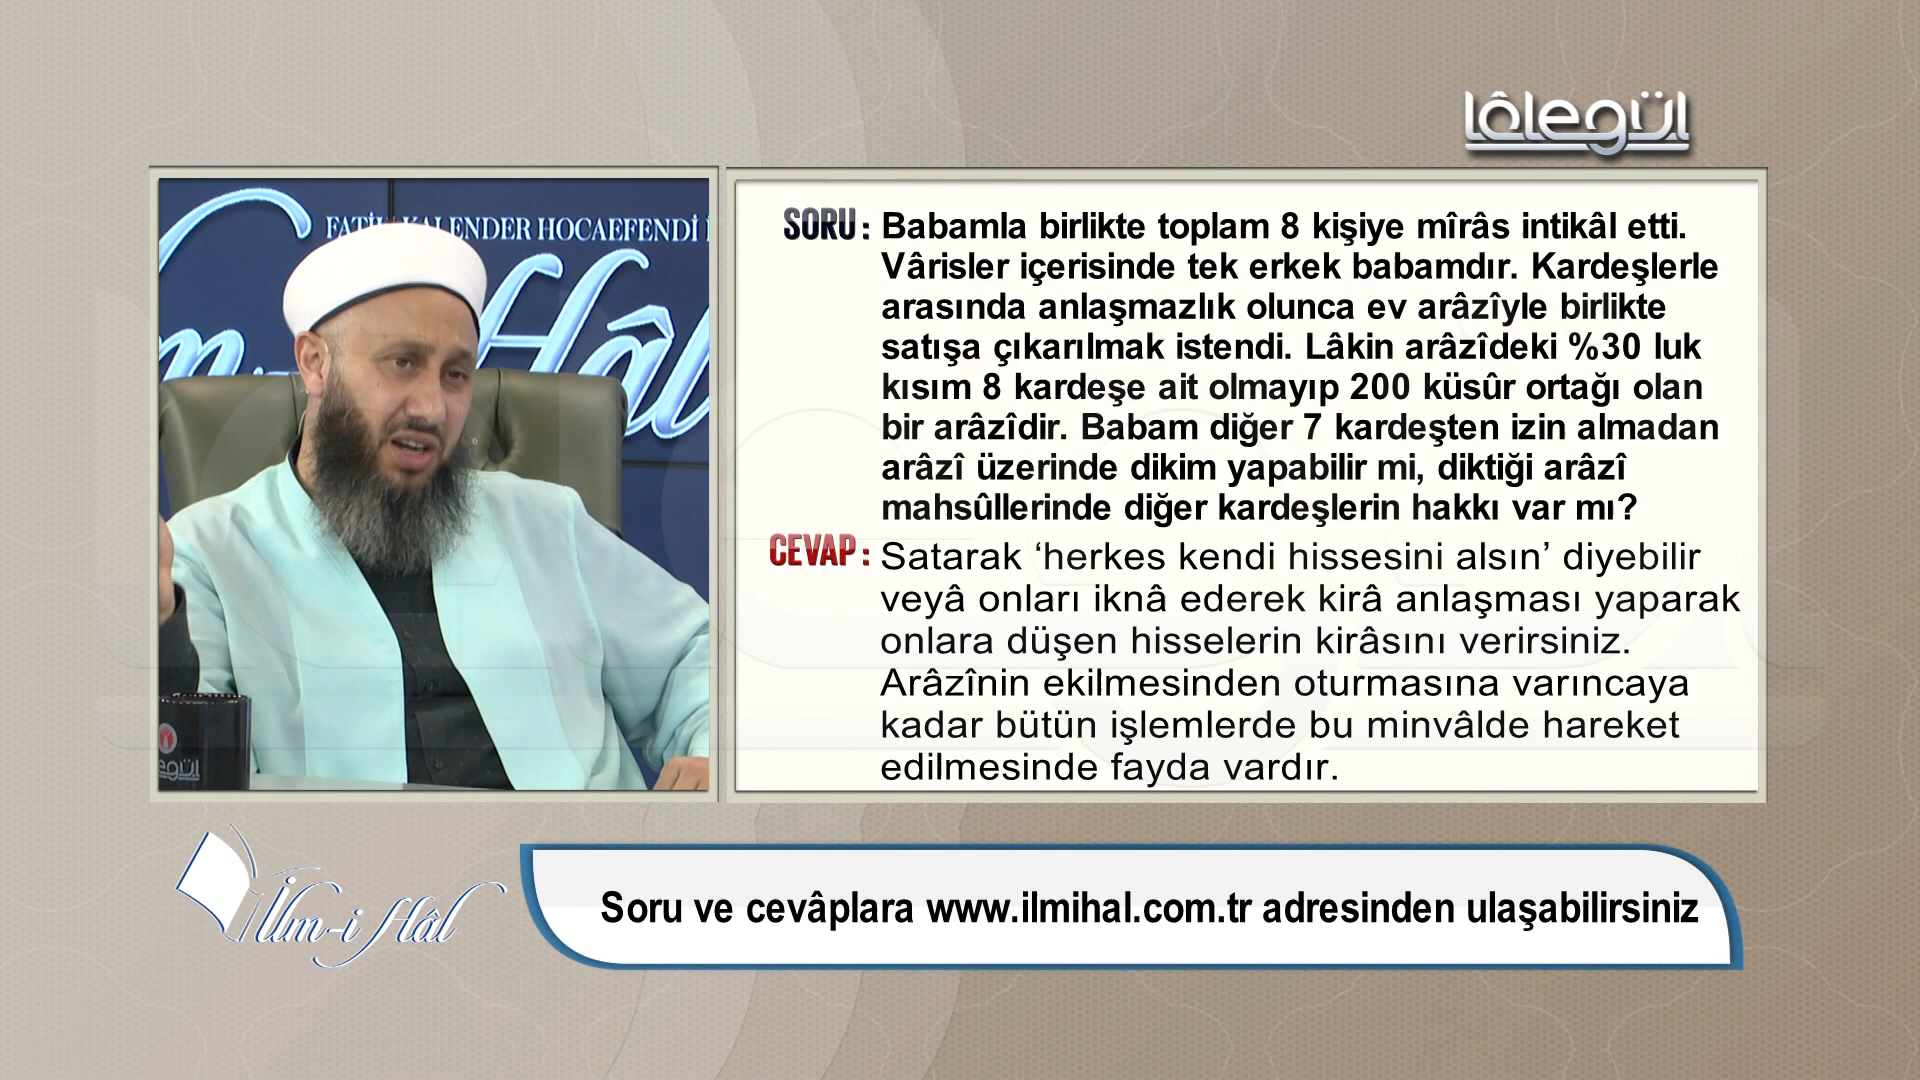 lâlegül
FATİH KALENDER HOCAEFENDİ İ
SORU : Babamla birlikte toplam 8 kişiye mîrâs intikâl etti.
Vârisler içerisinde tek erkek babamdır. Kardeşlerle
arasında anlaşmazlık olunca ev arâzîyle birlikte
satışa çıkarılmak istendi. Lâkin arâzîdeki %30 luk
kısım 8 kardeşe ait olmayıp 200 küsûr ortağı olan
bir arâzîdir. Babam diğer 7 kardeşten izin almadan
arâzî üzerinde dikim yapabilir mi, diktiği arâzî
mahsûllerinde diğer kardeşlerin hakkı var mı?
CEVAP : Satarak ‘herkes kendi hissesini alsın’ diyebilir
veyâ onları iknâ ederek kirâ anlaşması yaparak
onlara düşen hisselerin kirâsını verirsiniz.
Arâzînin ekilmesinden oturmasına varıncaya
kadar bütün işlemlerde bu minvâlde hareket
edilmesinde fayda vardır.
İlm-i Hâl
Soru ve cevâplara www.ilmihal.com.tr adresinden ulaşabilirsiniz